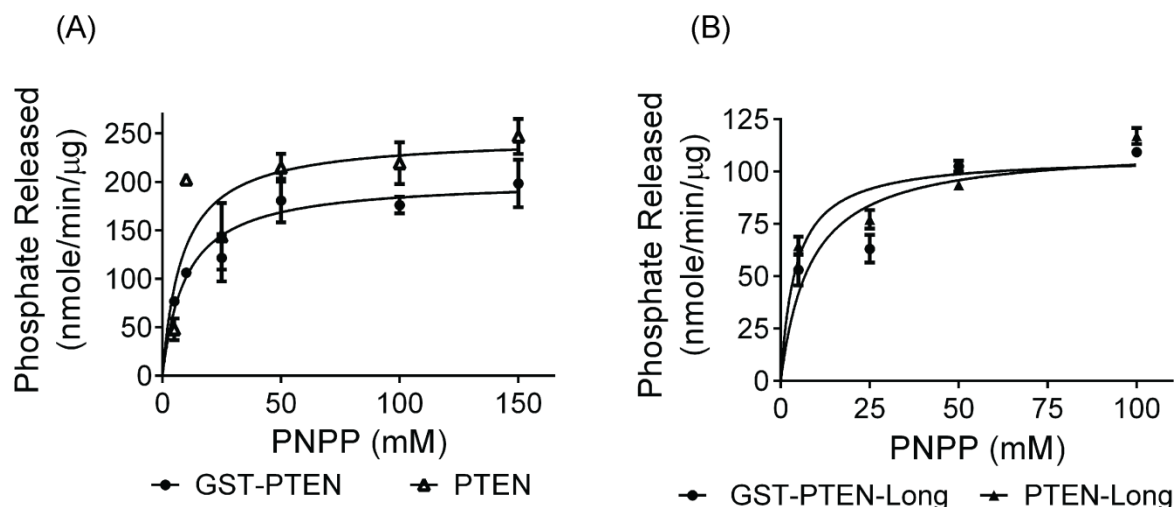 (A)
Phosphate Released
(nmole/min/µg)
250
200
150
100
50
0
0 50 100 150
PNPP (mM)
GST-PTEN PTEN
(B)
Phosphate Released
(nmole/min/µg)
125
100
75
50
25
0
0 25 50 75 100
PNPP (mM)
GST-PTEN-Long PTEN-Long